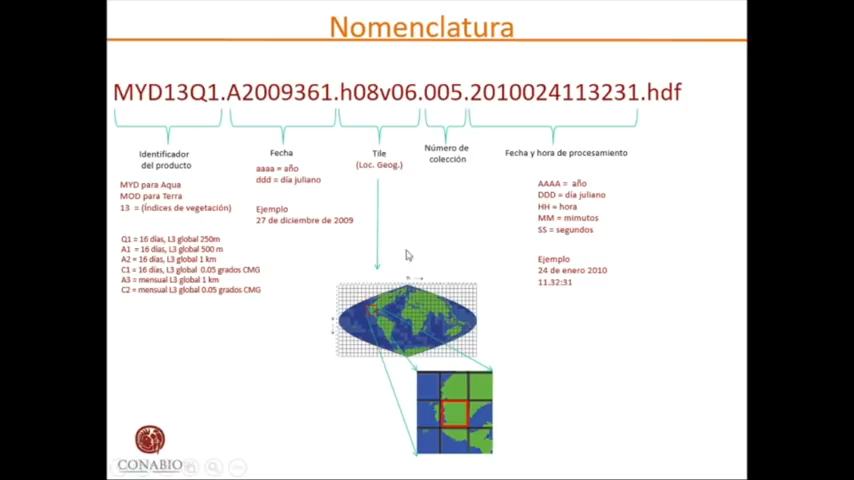 Nomenclatura
MYD13Q1.A2009361.h08v06.005.2010024113231.hdf
Identificador
del producto
MYD para Aqua
MOD para Terra
13 = (Índices de vegetación)
Q1 = 16 días, L3 global 250m
A1 = 16 días, L3 global 500 m
A2 = 16 días, L3 global 1 km
C1 = 16 días, L3 global 0.05 grados CMG
A3 = mensual L3 global 1 km
C2 = mensual L3 global 0.05 grados CMG
Fecha
aaaa = año
ddd = día juliano
Ejemplo
27 de diciembre de 2009
Tile
(Loc. Geog.)
Número de
colección
Fecha y hora de procesamiento
AAAA = año
DDD = día juliano
HH = hora
MM = mimutos
SS = segundos
Ejemplo
24 de enero 2010
11.32:31
CONABIO